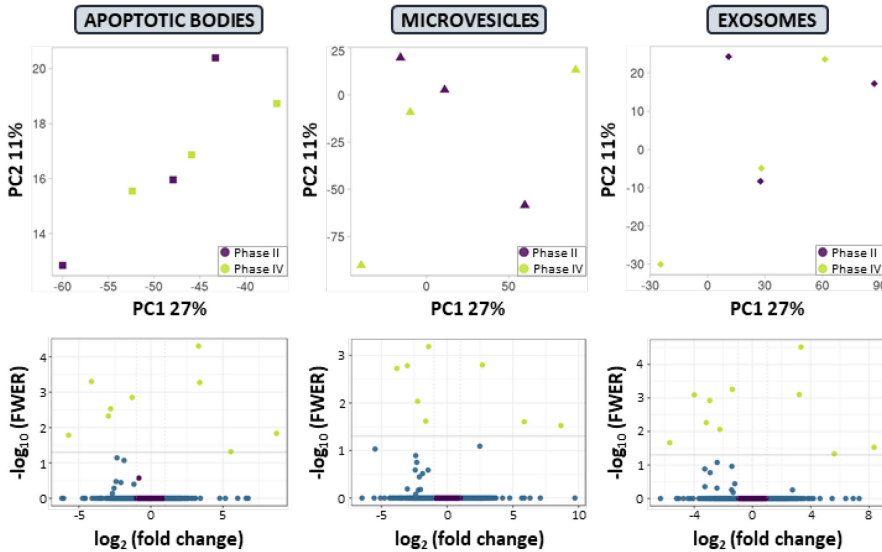 APOPTOTIC BODIES
MICROVESICLES
EXOSOMES
PC2 11%
20
18
16
14
-60
-55
-50
-45
-40
Phase II
Phase IV
PC1 27%
PC2 11%
25
0
-25
-75
0
50
Phase II
Phase IV
PC1 27%
PC2 11%
20
10
0
-10
-20
-30
-30
0
30
60
90
Phase II
Phase IV
PC1 27%
-log10 (FWER)
4
3
2
1
0
-5
0
5
log2 (fold change)
-log10 (FWER)
3
2
1
0
-5
0
5
10
log2 (fold change)
-log10 (FWER)
4
3
2
1
0
-4
0
4
8
log2 (fold change)